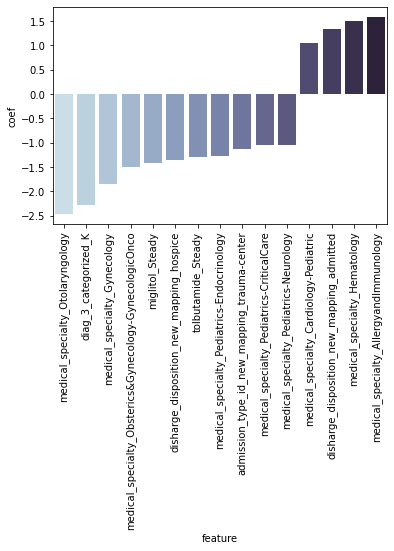 1.5
1.0
0.5
0.0
−0.5
−1.0
−1.5
−2.0
−2.5
coef
medical_specialty_Otolaryngology
diag_3_categorized_K
medical_specialty_Gynecology
medical_specialty_Obsterics&Gynecology-GynecologicOnco
miglitol_Steady
disharge_disposition_new_mapping_hospice
tolbutamide_Steady
medical_specialty_Pediatrics-Endocrinology
admission_type_id_new_mapping_trauma-center
medical_specialty_Pediatrics-CriticalCare
medical_specialty_Pediatrics-Neurology
medical_specialty_Cardiology-Pediatric
disharge_disposition_new_mapping_admitted
medical_specialty_Hematology
medical_specialty_AllergyandImmunology
feature